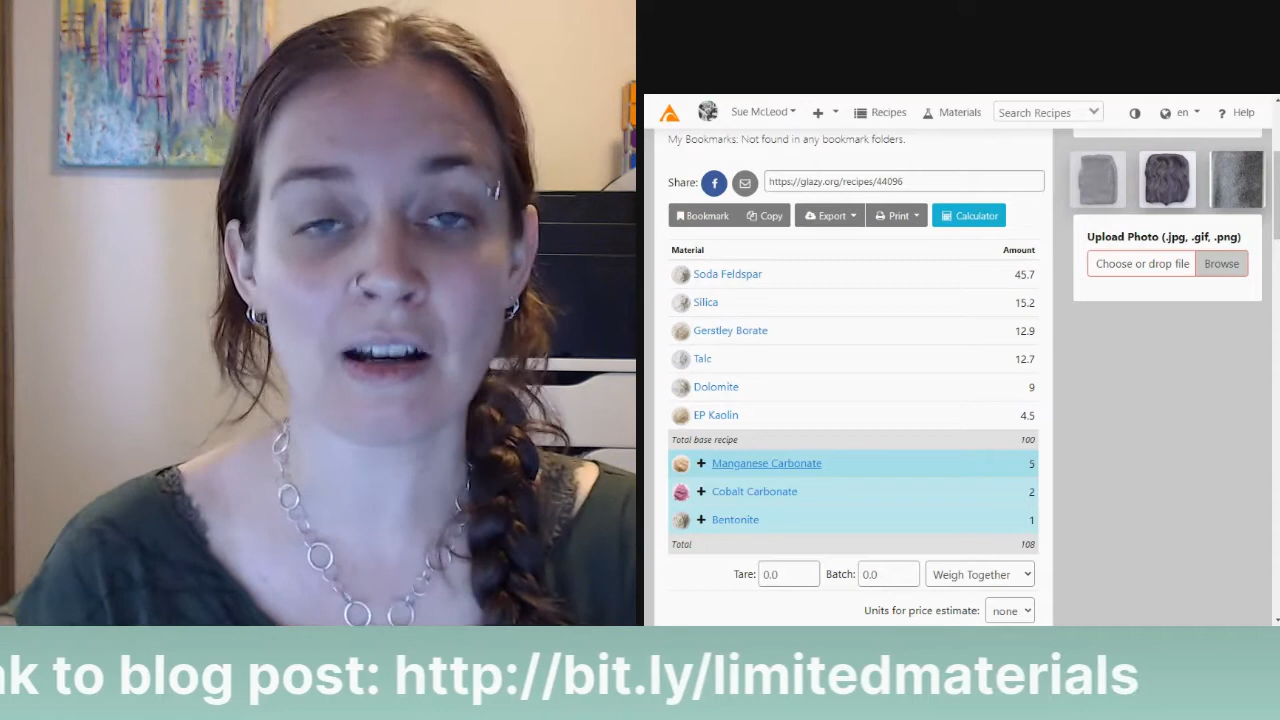 Sue McLeod
Recipes
Materials
Search Recipes
en
? Help
My Bookmarks: Not found in any bookmark folders.
Share:
https://glazy.org/recipes/44096
Bookmark
Copy
Export
Print
Calculator
Material Amount
Soda Feldspar 45.7
Silica 15.2
Gerstley Borate 12.9
Talc 12.7
Dolomite 9
EP Kaolin 4.5
Total base recipe 100
+ Manganese Carbonate 5
+ Cobalt Carbonate 2
+ Bentonite 1
Total 108
Tare: 0.0 Batch: 0.0 Weigh Together
Units for price estimate: none
Upload Photo (.jpg, .gif, .png)
Choose or drop file Browse
nk to blog post: http://bit.ly/limitedmaterials